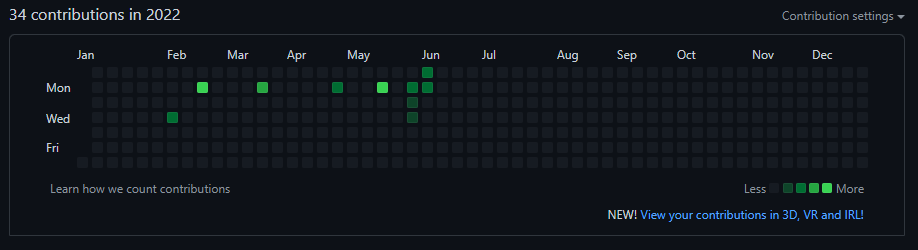 34 contributions in 2022
Contribution settings
Jan Feb Mar Apr May Jun Jul Aug Sep Oct Nov Dec
Mon
Wed
Fri
Learn how we count contributions
Less More
NEW! View your contributions in 3D, VR and IRL!